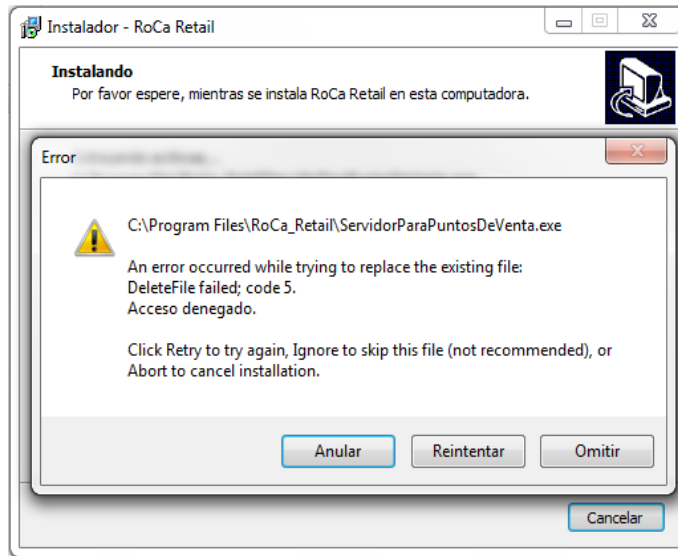 Instalador - RoCa Retail
Instalando
Por favor espere, mientras se instala RoCa Retail en esta computadora.
Error
C:\Program Files\RoCa_Retail\ServidorParaPuntosDeVenta.exe
An error occurred while trying to replace the existing file:
DeleteFile failed; code 5.
Acceso denegado.
Click Retry to try again, Ignore to skip this file (not recommended), or
Abort to cancel installation.
Anular
Reintentar
Omitir
Cancelar